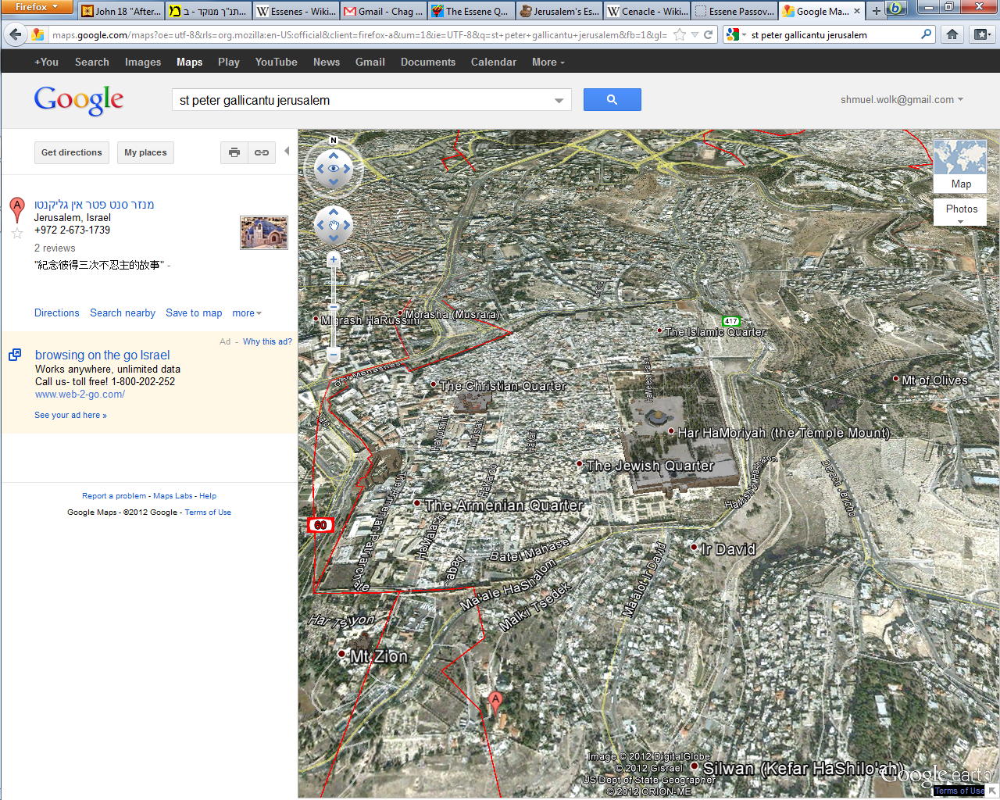 Firefox
John 18 "After...
תנ"ך מנוקד - ב...
Essenes - Wiki...
Gmail - Chag ...
The Essene Q...
Jerusalem's Es...
Cenacle - Wiki...
Essene Passov...
Google Ma...
maps.google.com/maps?oe=utf-8&rls=org.mozilla:en-US:official&client=firefox-a&um=1&ie=UTF-8&q=st+peter+gallicantu+jerusalem&fb=1&gl=
st peter gallicantu jerusalem
+You Search Images Maps Play YouTube News Gmail Documents Calendar More
Google
st peter gallicantu jerusalem
shmuel.wolk@gmail.com
Get directions
My places
A
מנזר סנט פטר אין גליקנטו
Jerusalem, Israel
+972 2-673-1739
2 reviews
"紀念彼得三次不忍主的故事" -
Directions Search nearby Save to map more
Ad - Why this ad?
browsing on the go Israel
Works anywhere, unlimited data
Call us- toll free! 1-800-202-252
www.web-2-go.com/
See your ad here »
Report a problem - Maps Labs - Help
Google Maps - ©2012 Google - Terms of Use
N
Map
Photos
Migrash HaRussim
Morasha (Musrara)
417
The Islamic Quarter
The Christian Quarter
Mt of Olives
Har HaMoriyah (the Temple Mount)
The Jewish Quarter
Derech Jericho
The Armenian Quarter
60
HaMalach
Datei Mahase
Ir David
Ma'ale HaShalom
Malki Tsedek
Ma'alot Ir David
Har Tsiyon
Mt Zion
A
Image © 2012 DigitalGlobe
© 2012 Gisrael
US Dept of State Geographer
© 2012 ORION-ME
Silwan (Kefar HaShilo'ah)
Google earth
Terms of Use